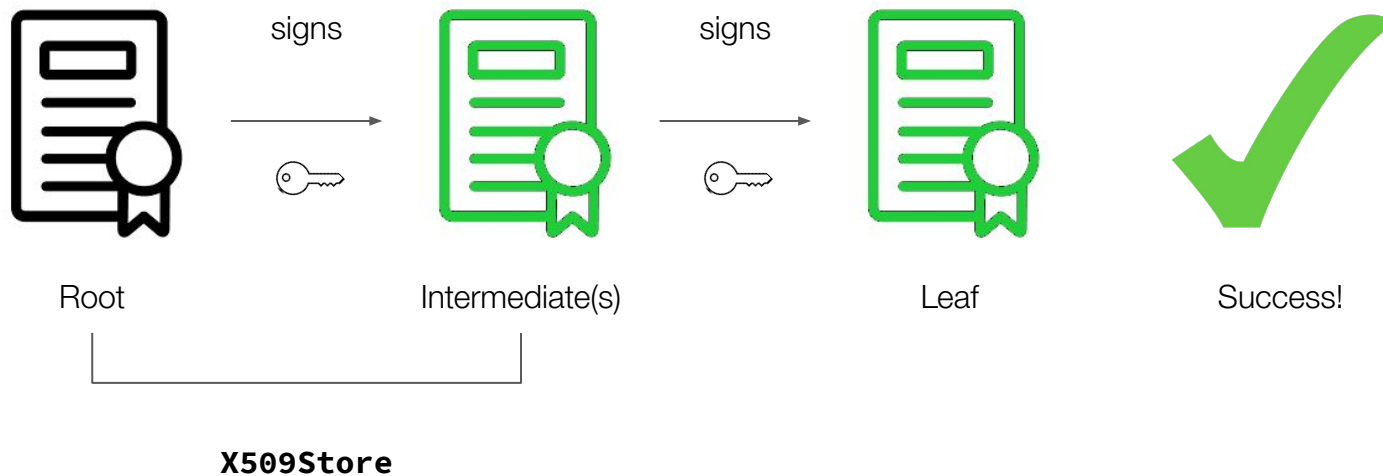 signs
signs
Root
Intermediate(s)
Leaf
Success!
X509Store